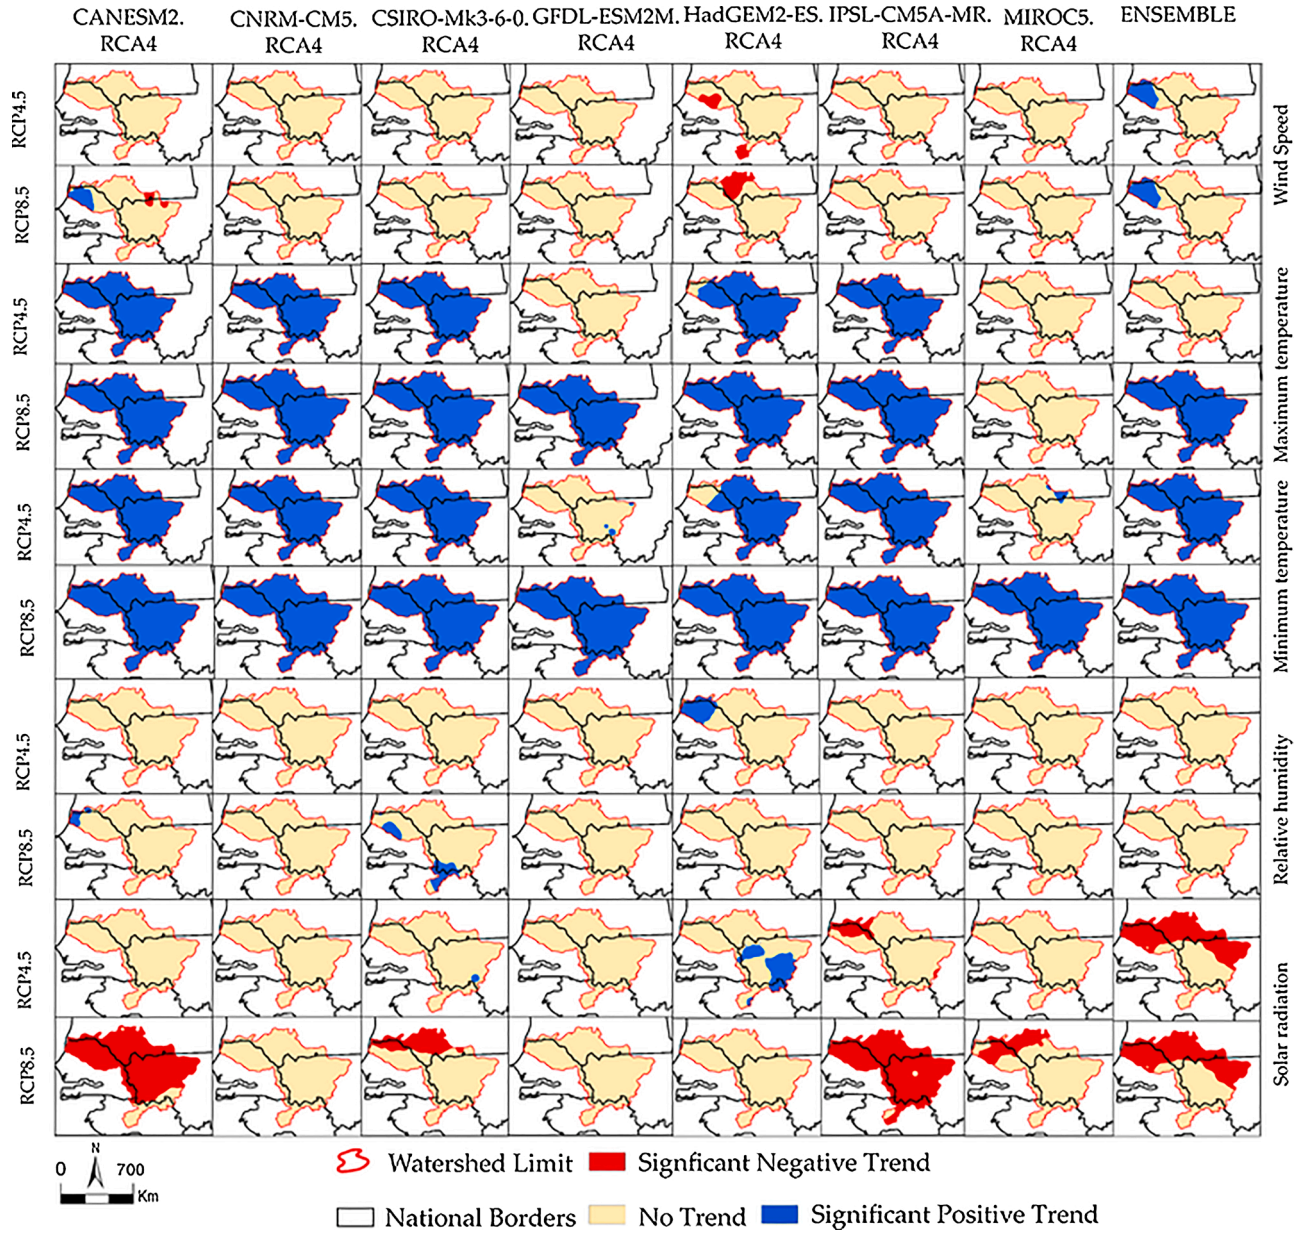 CANESM2. CNRM-CM5. CSIRO-Mk3-6-0. GFDL-ESM2M. HadGEM2-ES. IPSL-CM5A-MR. MIROC5. ENSEMBLE
RCA4 RCA4 RCA4 RCA4 RCA4 RCA4 RCA4
RCP4.5
RCP8.5
Wind Speed
RCP4.5
RCP8.5
Maximum temperature
RCP4.5
RCP8.5
Minimum temperature
RCP4.5
RCP8.5
Relative humidity
RCP4.5
RCP8.5
Solar radiation
N
0 700
Km
Watershed Limit Signficant Negative Trend
National Borders No Trend Significant Positive Trend